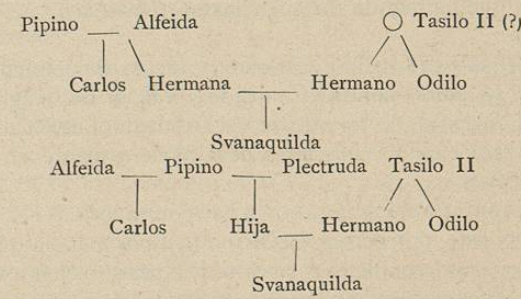 Pipino Alfeida Tasilo II (?)
Carlos Hermana Hermano Odilo
Svanaquilda
Alfeida Pipino Plectruda Tasilo II
Carlos Hija Hermano Odilo
Svanaquilda